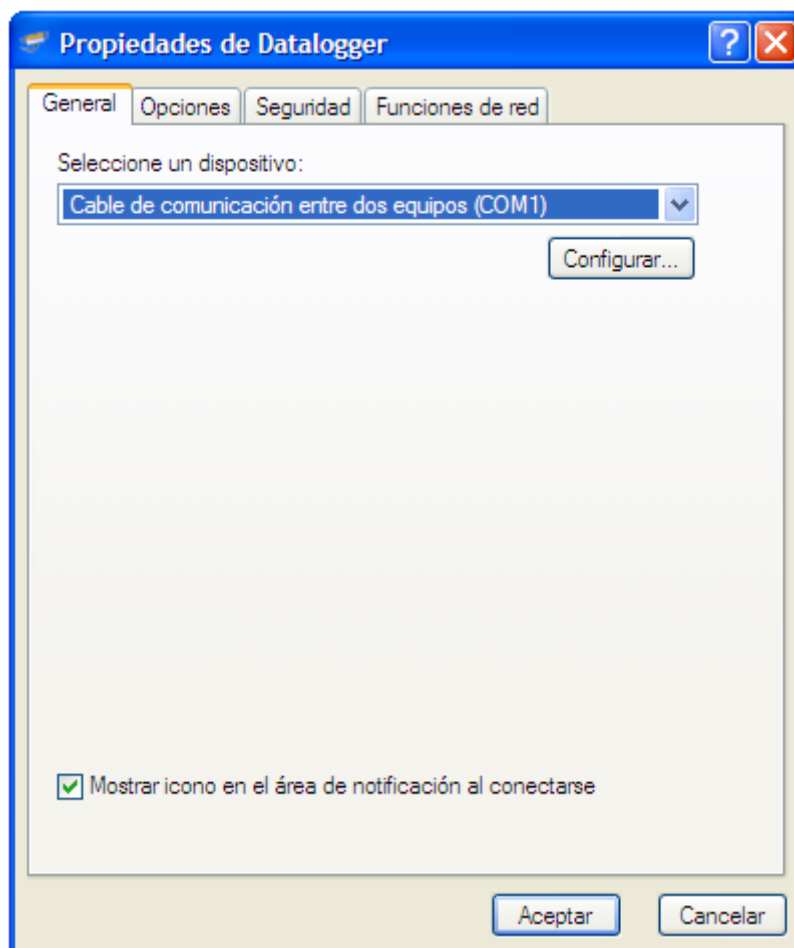 Propiedades de Datalogger
General Opciones Seguridad Funciones de red
Seleccione un dispositivo:
Cable de comunicación entre dos equipos (COM1)
Configurar...
Mostrar icono en el área de notificación al conectarse
Aceptar Cancelar